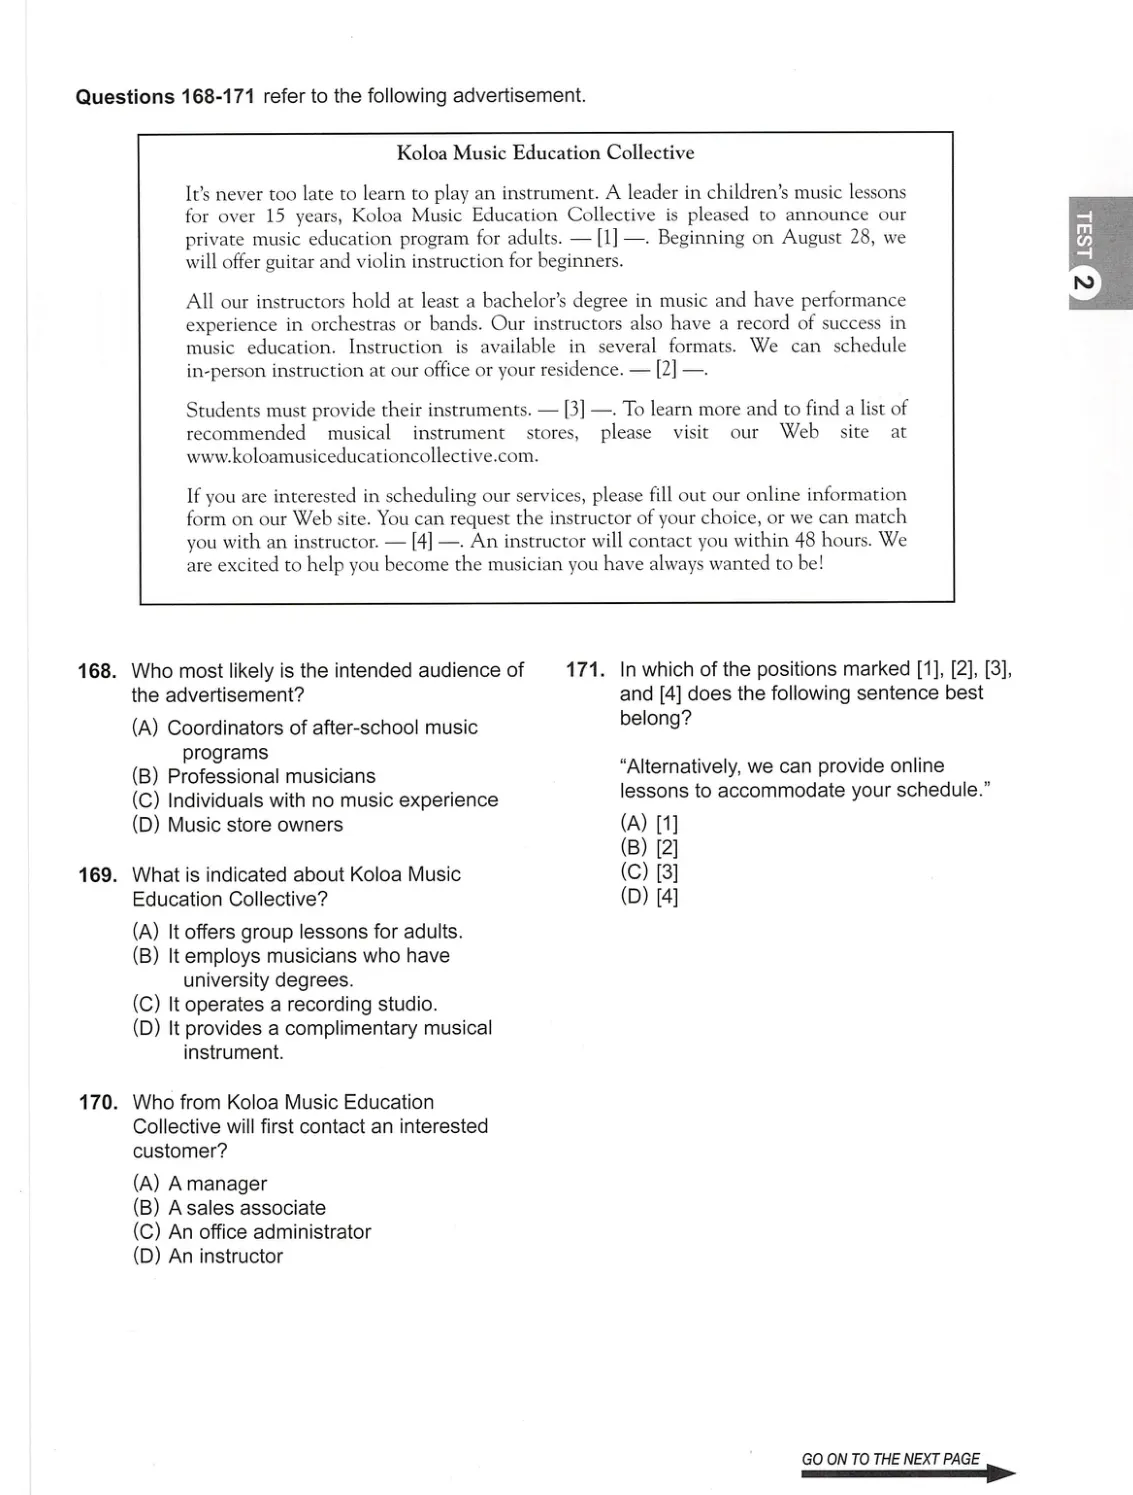 Questions 168-171 refer to the following advertisement.
Koloa Music Education Collective
It's never too late to learn to play an instrument. A leader in children's music lessons
for over 15 years, Koloa Music Education Collective is pleased to announce our
private music education program for adults. — [1] —. Beginning on August 28, we
will offer guitar and violin instruction for beginners.
All our instructors hold at least a bachelor's degree in music and have performance
experience in orchestras or bands. Our instructors also have a record of success in
music education. Instruction is available in several formats. We can schedule
in-person instruction at our office or your residence. — [2] —.
Students must provide their instruments. — [3] —. To learn more and to find a list of
recommended musical instrument stores, please visit our Web site at
www.koloamusiceducationcollective.com.
If you are interested in scheduling our services, please fill out our online information
form on our Web site. You can request the instructor of your choice, or we can match
you with an instructor. — [4] —. An instructor will contact you within 48 hours. We
are excited to help you become the musician you have always wanted to be!
TEST 2
168. Who most likely is the intended audience of
the advertisement?
(A) Coordinators of after-school music
programs
(B) Professional musicians
(C) Individuals with no music experience
(D) Music store owners
169. What is indicated about Koloa Music
Education Collective?
(A) It offers group lessons for adults.
(B) It employs musicians who have
university degrees.
(C) It operates a recording studio.
(D) It provides a complimentary musical
instrument.
170. Who from Koloa Music Education
Collective will first contact an interested
customer?
(A) A manager
(B) A sales associate
(C) An office administrator
(D) An instructor
171. In which of the positions marked [1], [2], [3],
and [4] does the following sentence best
belong?
"Alternatively, we can provide online
lessons to accommodate your schedule."
(A) [1]
(B) [2]
(C) [3]
(D) [4]
GO ON TO THE NEXT PAGE